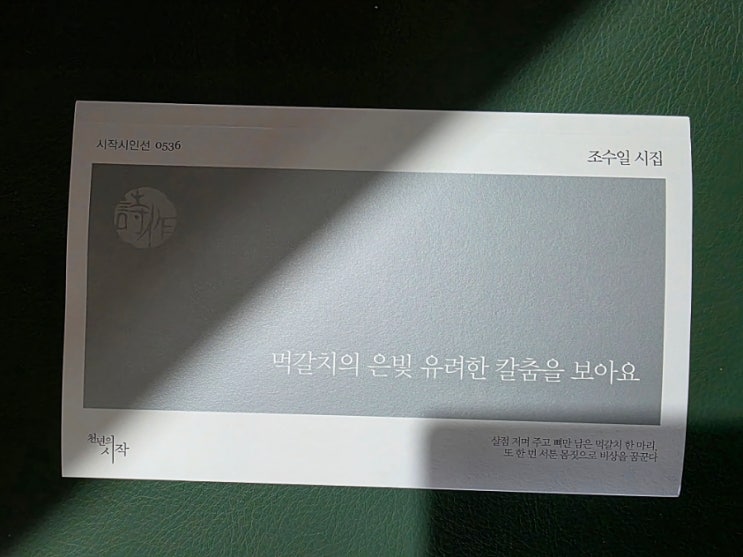 시작시인선 0536
조수일 시집
詩作
먹갈치의 은빛 유려한 칼춤을 보아요
천년의
시작
살점 저며 주고 뼈만 남은 먹갈치 한 마리,
또 한 번 서툰 몸짓으로 비상을 꿈꾼다